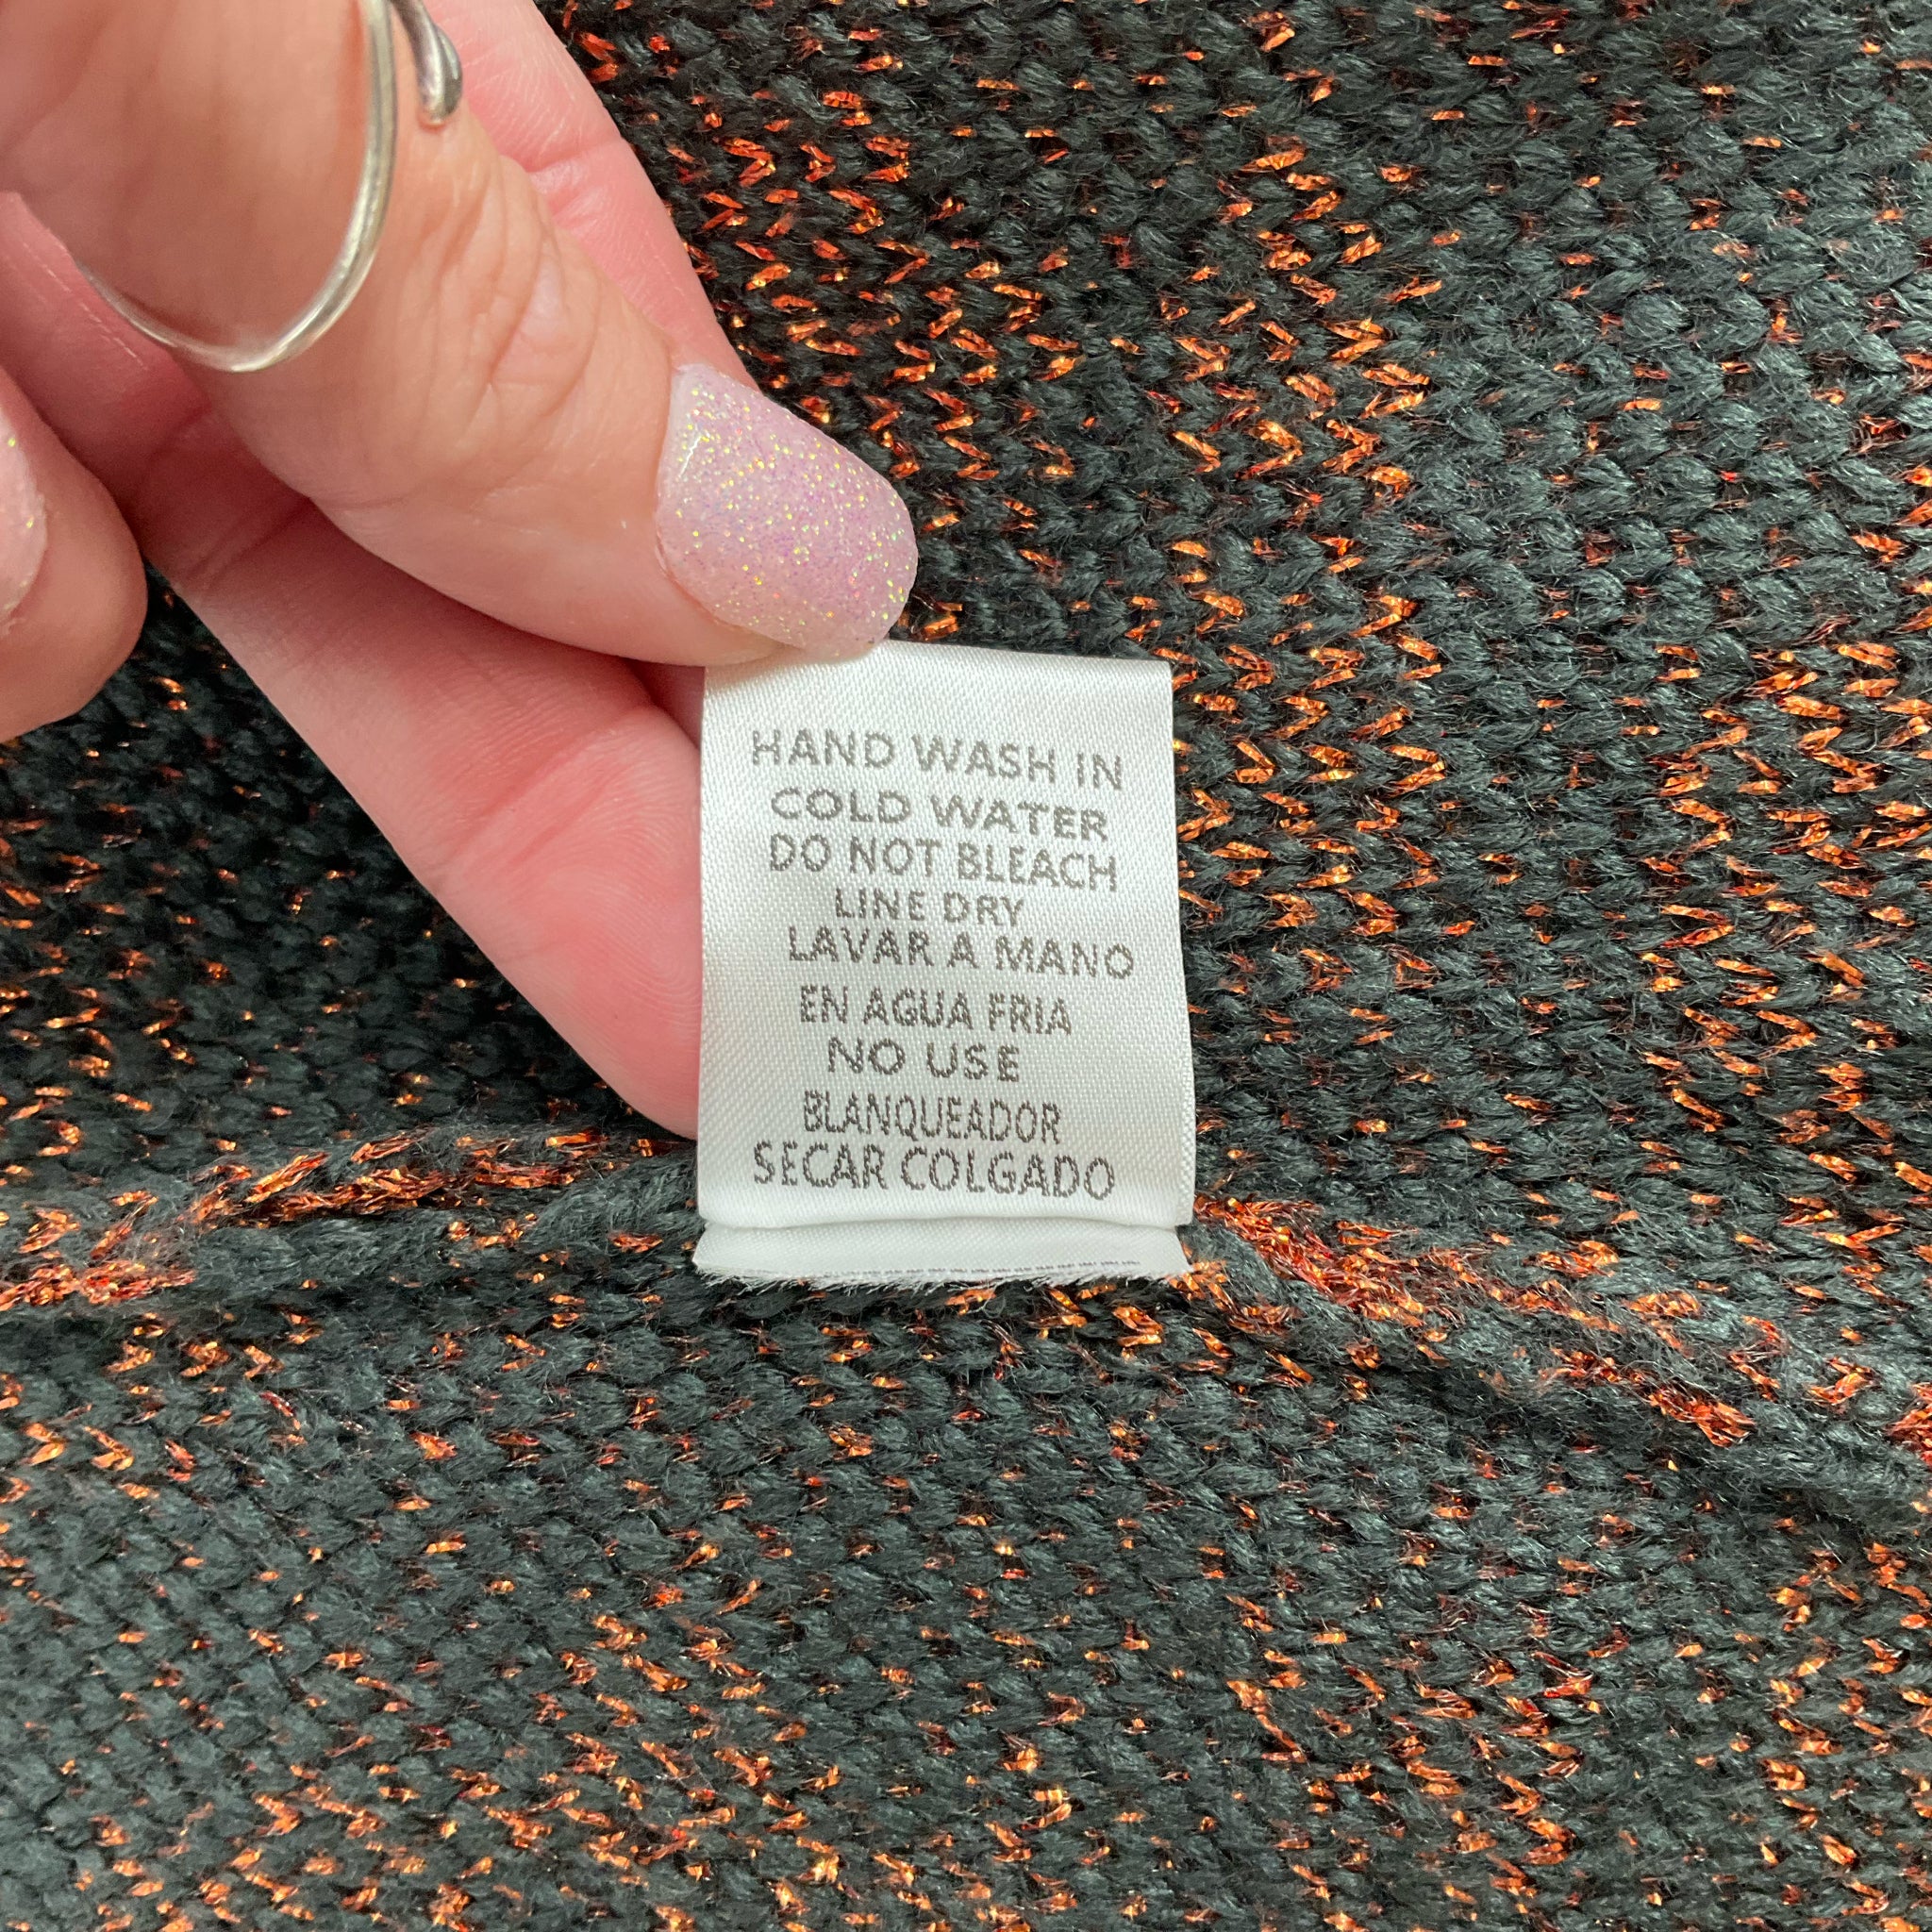 HAND WASH IN
COLD WATER
DO NOT BLEACH
LINE DRY
LAVAR A MANO
EN AGUA FRIA
NO USE
BLANQUEADOR
SECAR COLGADO